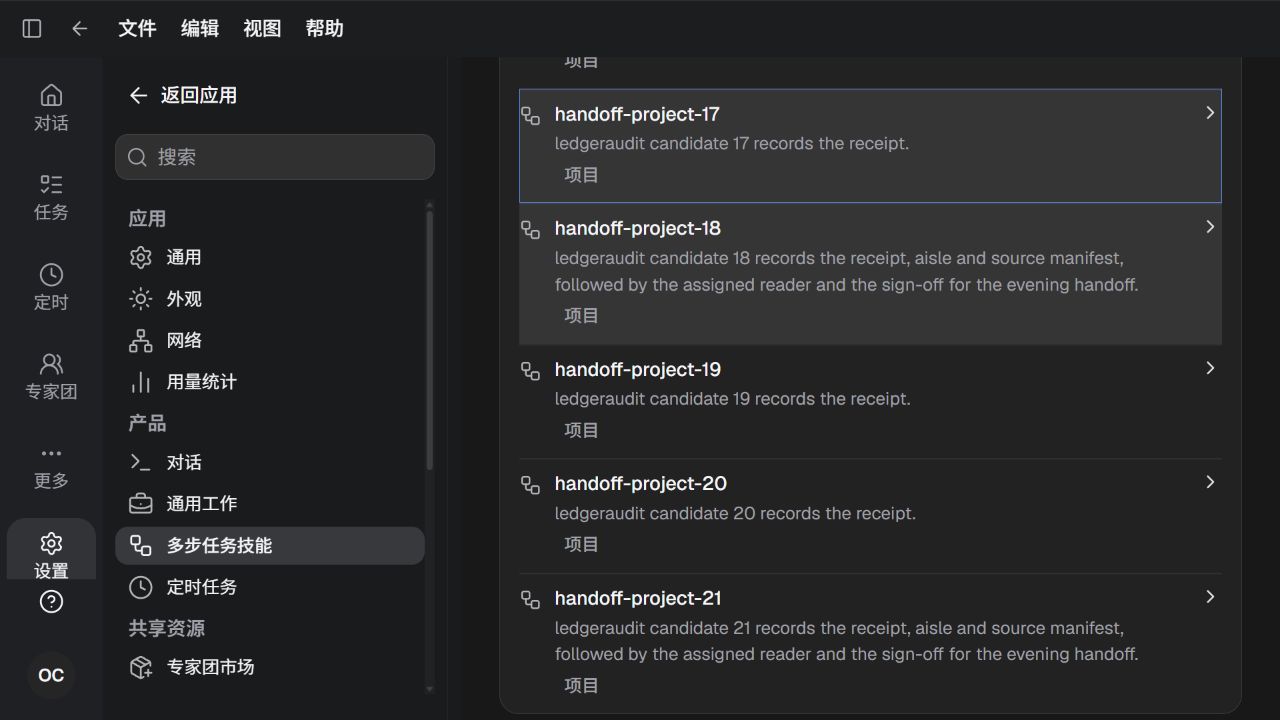 文件 编辑 视图 帮助
对话
任务
定时
专家团
更多
设置
OC
返回应用
搜索
应用
通用
外观
网络
用量统计
产品
对话
通用工作
多步任务技能
定时任务
共享资源
专家团市场
项目
handoff-project-17
ledgeraudit candidate 17 records the receipt.
项目
handoff-project-18
ledgeraudit candidate 18 records the receipt, aisle and source manifest,
followed by the assigned reader and the sign-off for the evening handoff.
项目
handoff-project-19
ledgeraudit candidate 19 records the receipt.
项目
handoff-project-20
ledgeraudit candidate 20 records the receipt.
项目
handoff-project-21
ledgeraudit candidate 21 records the receipt, aisle and source manifest,
followed by the assigned reader and the sign-off for the evening handoff.
项目